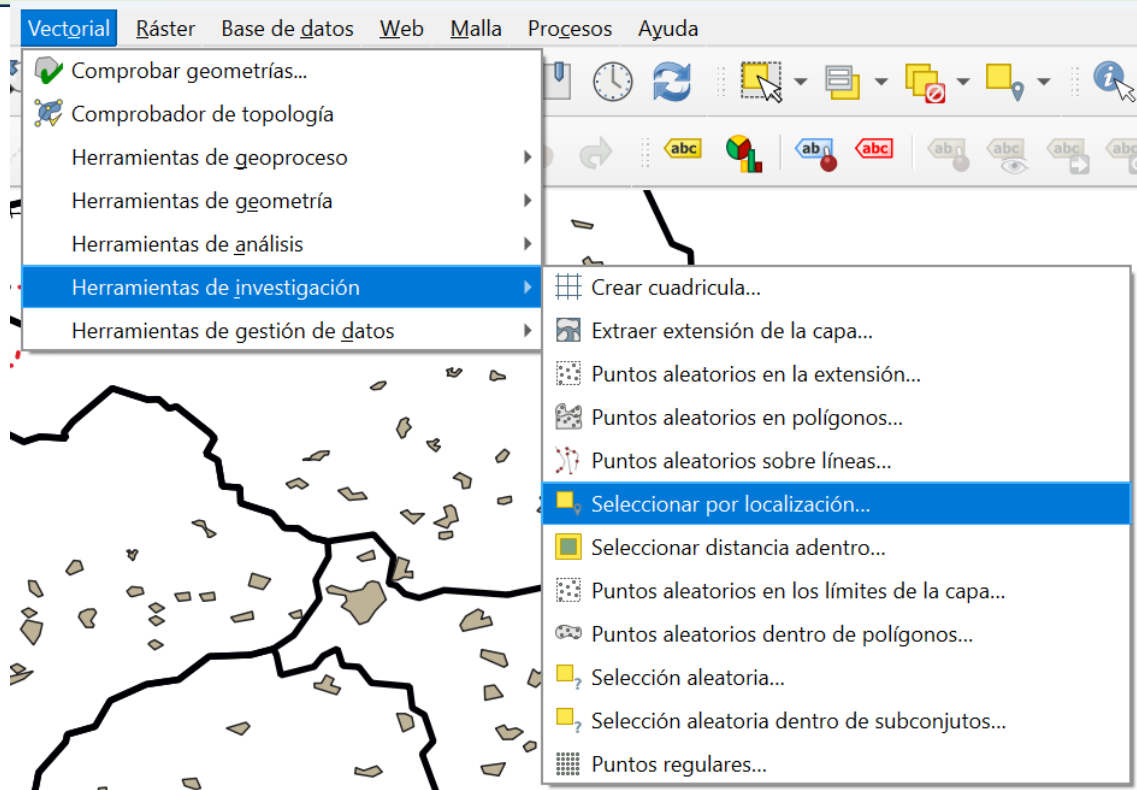 Vectorial Ráster Base de datos Web Malla Procesos Ayuda
Comprobar geometrías...
Comprobador de topología
Herramientas de geoproceso
Herramientas de geometría
Herramientas de análisis
Herramientas de investigación
Herramientas de gestión de datos
abc
ab
abc
ab
abc
abc
abc
Crear cuadricula...
Extraer extensión de la capa...
Puntos aleatorios en la extensión...
Puntos aleatorios en polígonos...
Puntos aleatorios sobre líneas...
Seleccionar por localización...
Seleccionar distancia adentro...
Puntos aleatorios en los límites de la capa...
Puntos aleatorios dentro de polígonos...
Selección aleatoria...
Selección aleatoria dentro de subconjutos...
Puntos regulares...